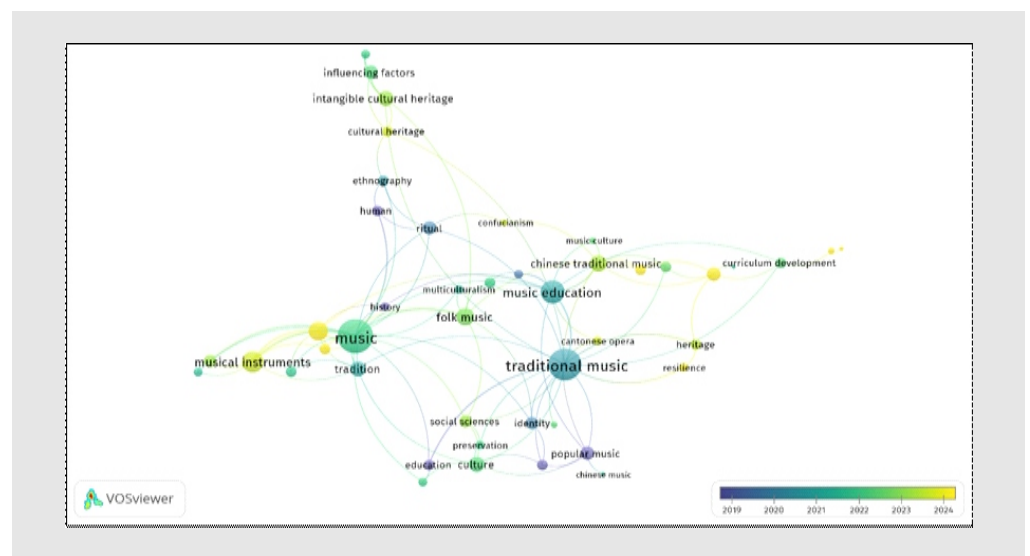 influencing factors
intangible cultural heritage
cultural heritage
ethnography
human
ritual
confucianism
music culture
chinese traditional music
curriculum development
multiculturalism
music education
history
folk music
music
cantonese opera
heritage
musical instruments
tradition
traditional music
resilience
social sciences
identity
preservation
popular music
education
culture
chinese music
VOSviewer
2019 2020 2021 2022 2023 2024